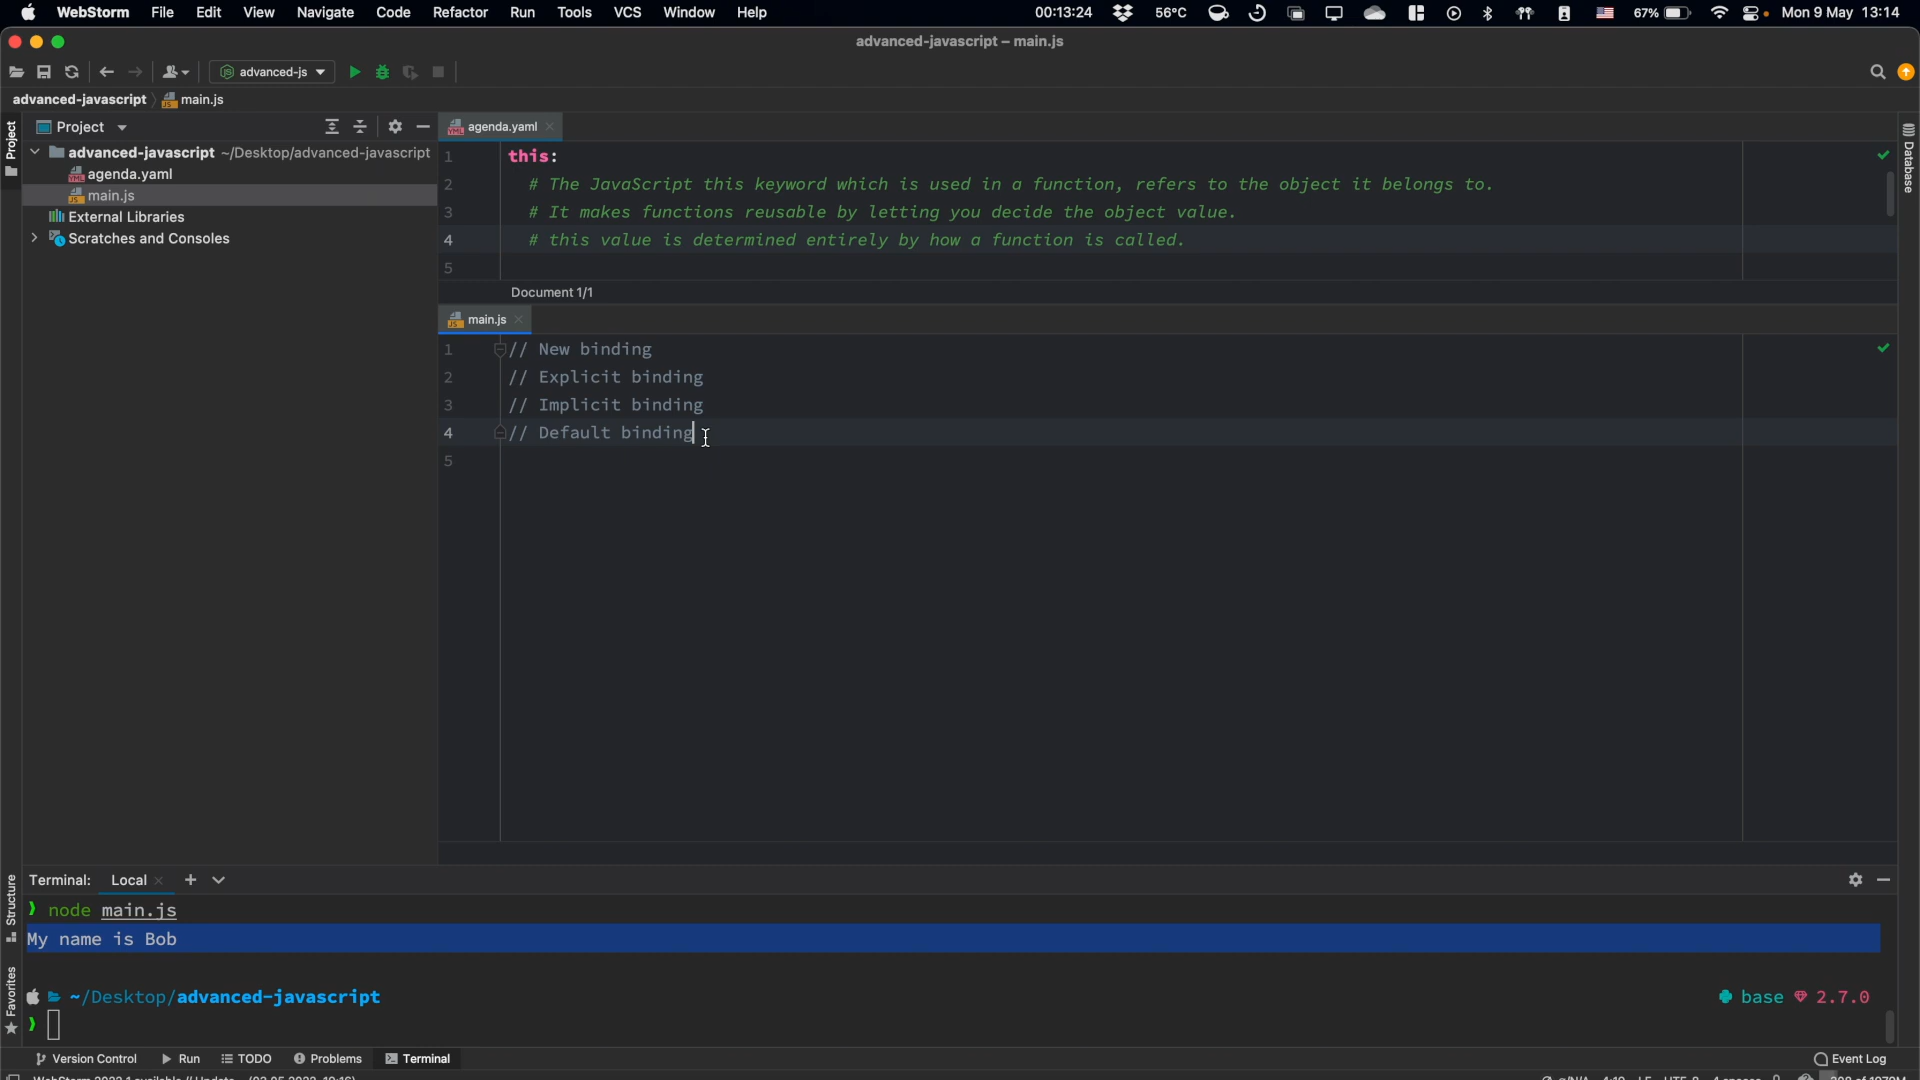 WebStorm File Edit View Navigate Code Refactor Run Tools VCS Window Help 00:13:24 56°C 67% Mon 9 May 13:14
advanced-javascript – main.js
advanced-js
advanced-javascript main.js
Project
Project
agenda.yaml
advanced-javascript ~/Desktop/advanced-javascript
agenda.yaml
main.js
External Libraries
Scratches and Consoles
1 this:
2 # The JavaScript this keyword which is used in a function, refers to the object it belongs to.
3 # It makes functions reusable by letting you decide the object value.
4 # this value is determined entirely by how a function is called.
5
Document 1/1
Database
main.js
1 // New binding
2 // Explicit binding
3 // Implicit binding
4 // Default binding
5
Structure
Favorites
Terminal: Local
node main.js
My name is Bob
~/Desktop/advanced-javascript base 2.7.0
Version Control Run TODO Problems Terminal Event Log